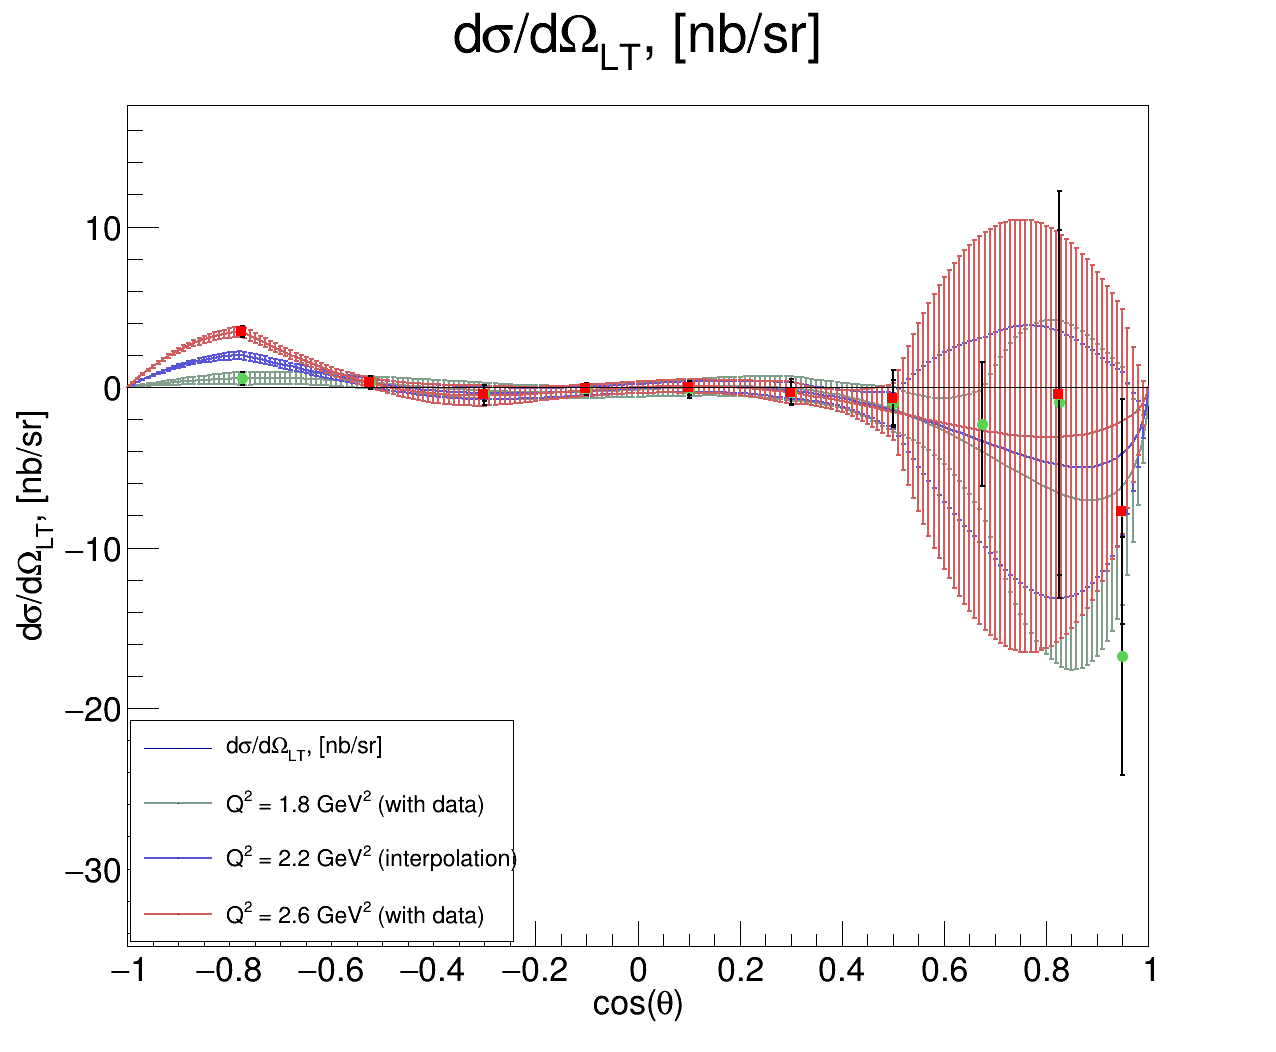 dσ/dΩLT, [nb/sr]
dσ/dΩLT, [nb/sr]
10
0
−10
−20
−30
dσ/dΩLT, [nb/sr]
Q² = 1.8 GeV² (with data)
Q² = 2.2 GeV² (interpolation)
Q² = 2.6 GeV² (with data)
−1 −0.8 −0.6 −0.4 −0.2 0 0.2 0.4 0.6 0.8 1
cos(θ)